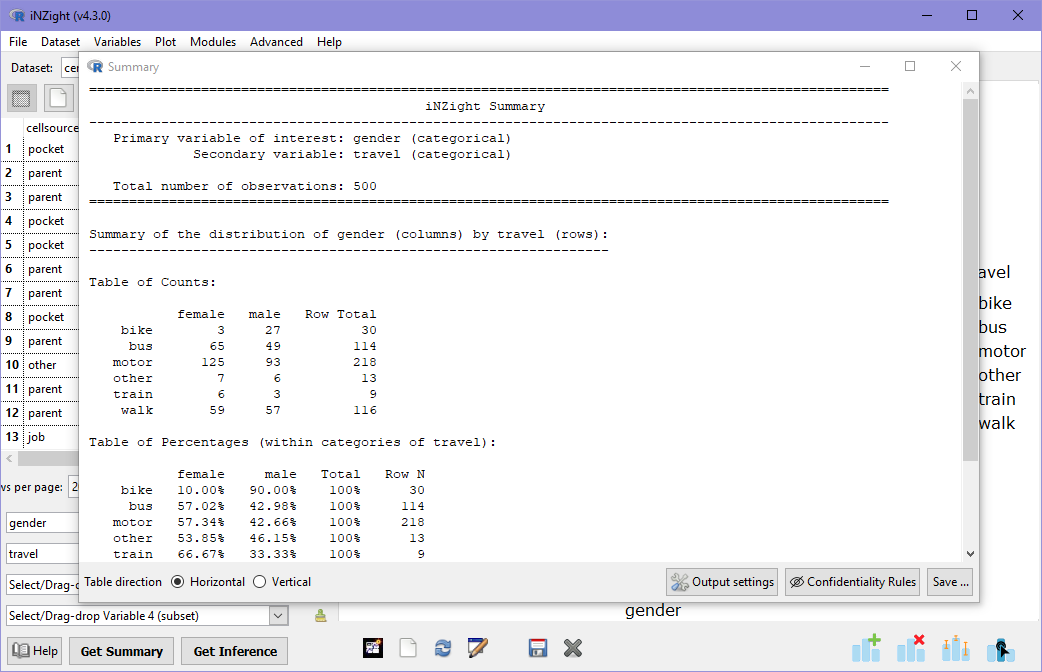 iNZight (v4.3.0)
File Dataset Variables Plot Modules Advanced Help
Dataset:
Summary
================================================================================
iNZight Summary
--------------------------------------------------------------------------------
Primary variable of interest: gender (categorical)
Secondary variable: travel (categorical)
Total number of observations: 500
================================================================================
Summary of the distribution of gender (columns) by travel (rows):
-----------------------------------------------------------------
Table of Counts:
female male Row Total
bike 3 27 30
bus 65 49 114
motor 125 93 218
other 7 6 13
train 6 3 9
walk 59 57 116
Table of Percentages (within categories of travel):
female male Total Row N
bike 10.00% 90.00% 100% 30
bus 57.02% 42.98% 100% 114
motor 57.34% 42.66% 100% 218
other 53.85% 46.15% 100% 13
train 66.67% 33.33% 100% 9
Table direction Horizontal Vertical
Output settings
Confidentiality Rules
Save ...
cellsource
1 pocket
2 parent
3 parent
4 pocket
5 pocket
6 parent
7 parent
8 pocket
9 parent
10 other
11 parent
12 parent
13 job
vs per page: 2
gender
travel
Select/Drag-d
Select/Drag-drop Variable 4 (subset)
Help
Get Summary
Get Inference
avel
bike
bus
motor
other
train
walk
gender